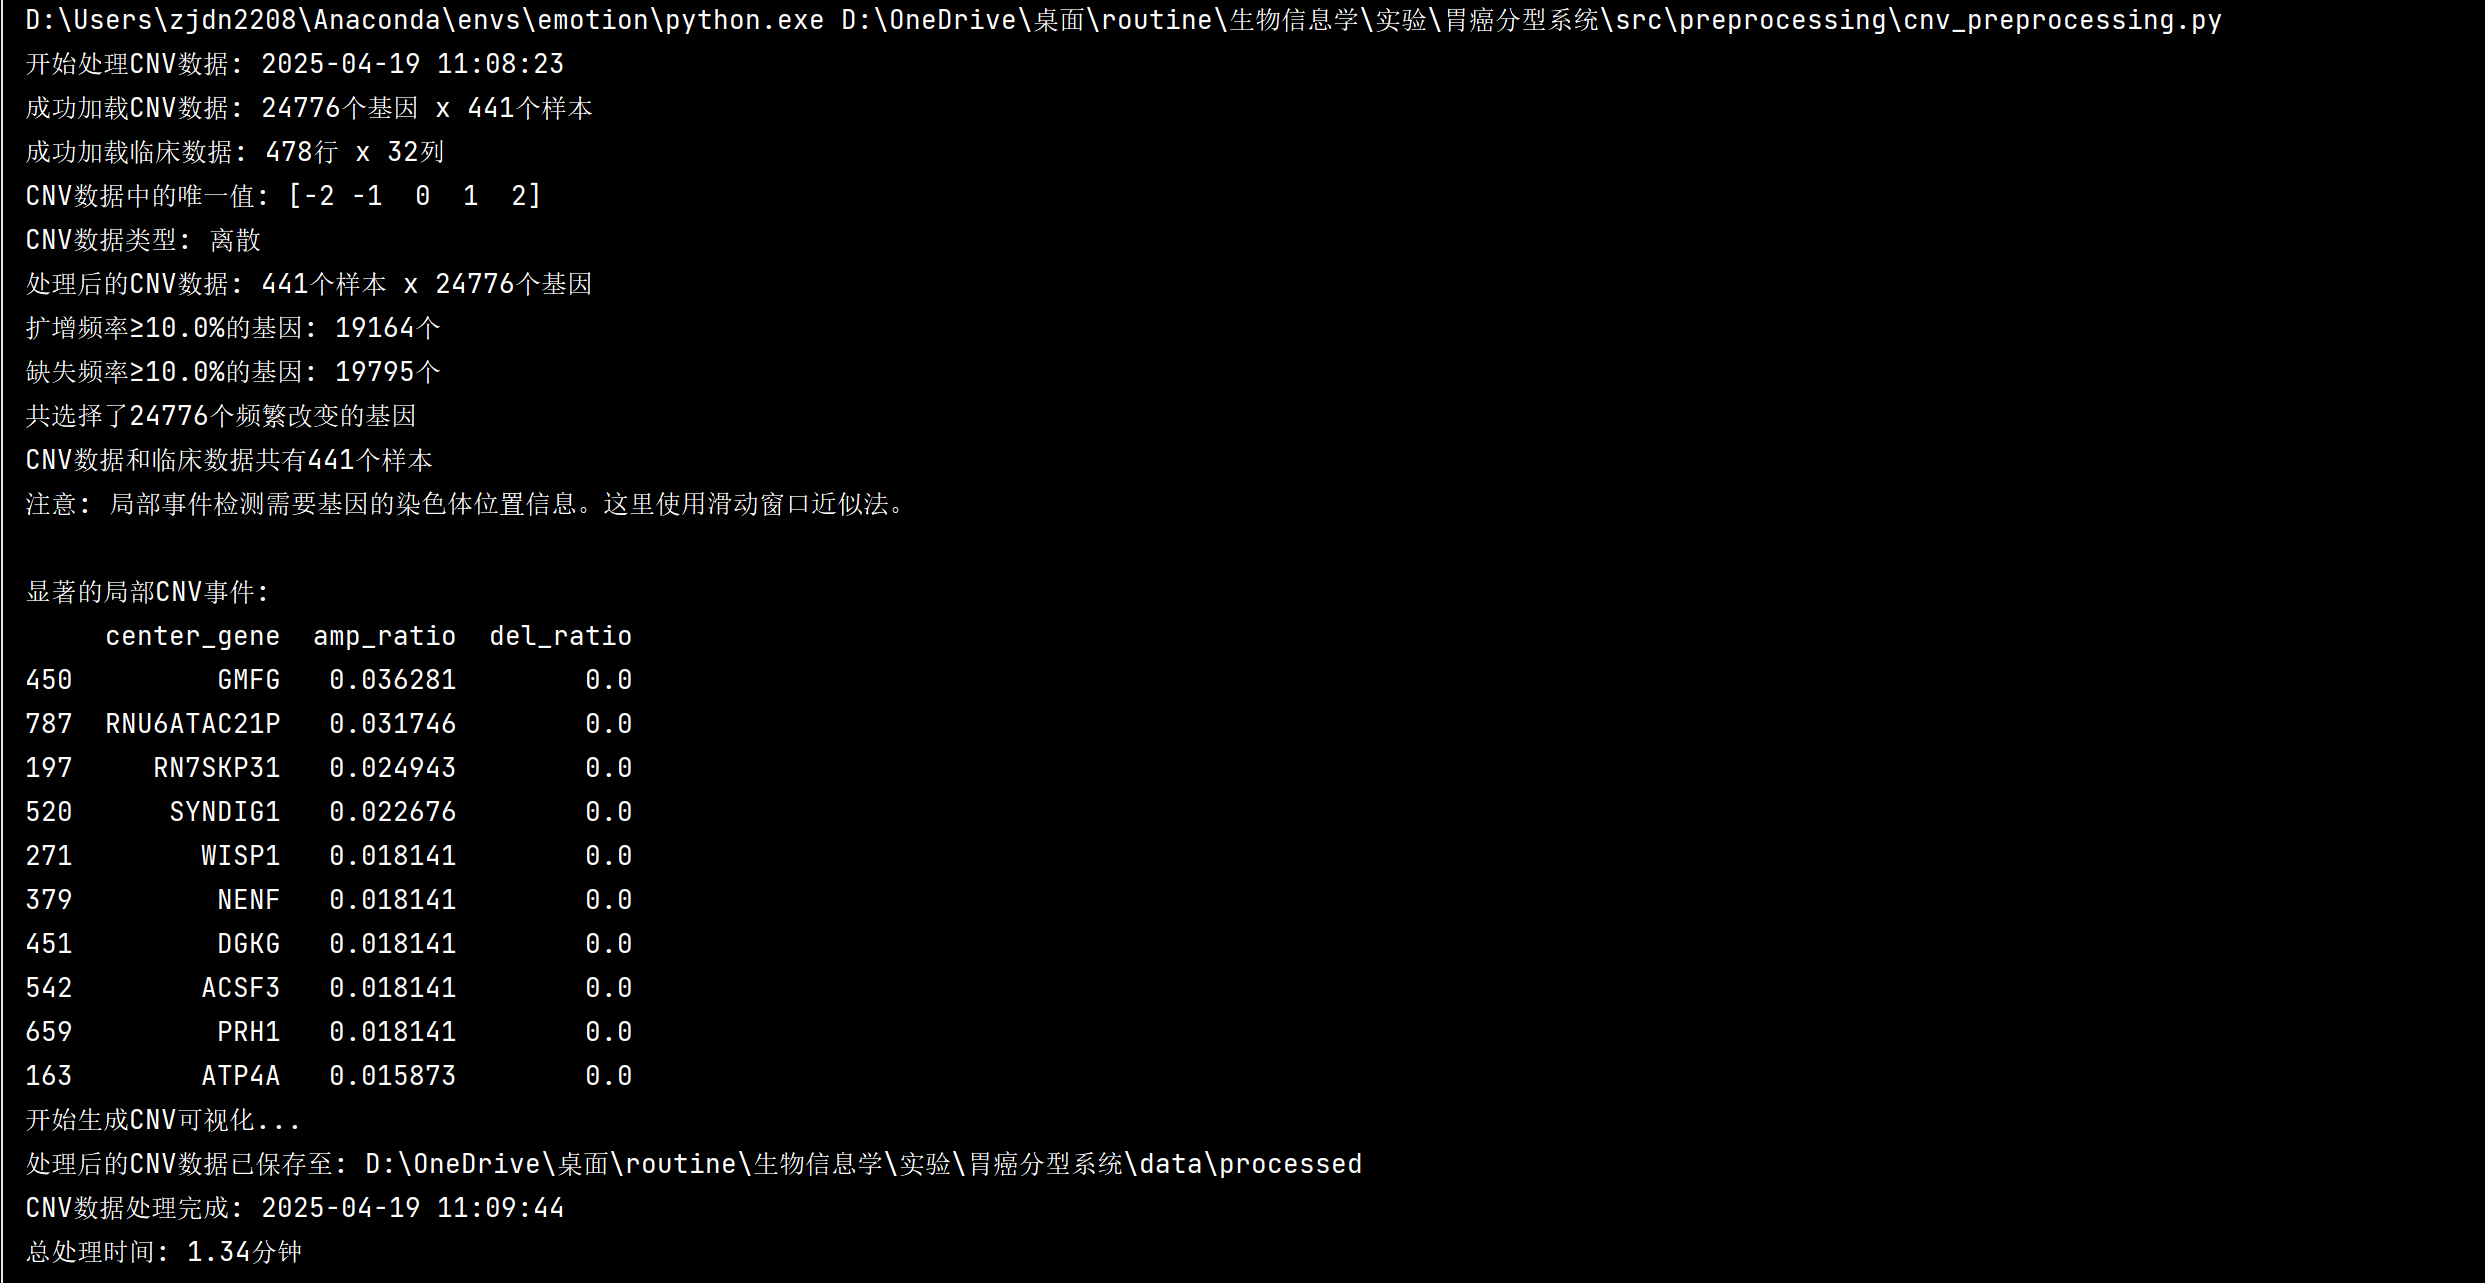 D:\Users\zjdn2208\Anaconda\envs\emotion\python.exe D:\OneDrive\桌面\routine\生物信息学\实验\胃癌分型系统\src\preprocessing\cnv_preprocessing.py
开始处理CNV数据: 2025-04-19 11:08:23
成功加载CNV数据: 24776个基因 x 441个样本
成功加载临床数据: 478行 x 32列
CNV数据中的唯一值: [-2 -1  0  1  2]
CNV数据类型: 离散
处理后的CNV数据: 441个样本 x 24776个基因
扩增频率≥10.0%的基因: 19164个
缺失频率≥10.0%的基因: 19795个
共选择了24776个频繁改变的基因
CNV数据和临床数据共有441个样本
注意: 局部事件检测需要基因的染色体位置信息。这里使用滑动窗口近似法。
显著的局部CNV事件:
     center_gene  amp_ratio  del_ratio
450         GMFG   0.036281        0.0
787  RNU6ATAC21P   0.031746        0.0
197     RN7SKP31   0.024943        0.0
520      SYNDIG1   0.022676        0.0
271        WISP1   0.018141        0.0
379         NENF   0.018141        0.0
451         DGKG   0.018141        0.0
542        ACSF3   0.018141        0.0
659         PRH1   0.018141        0.0
163        ATP4A   0.015873        0.0
开始生成CNV可视化...
处理后的CNV数据已保存至: D:\OneDrive\桌面\routine\生物信息学\实验\胃癌分型系统\data\processed
CNV数据处理完成: 2025-04-19 11:09:44
总处理时间: 1.34分钟